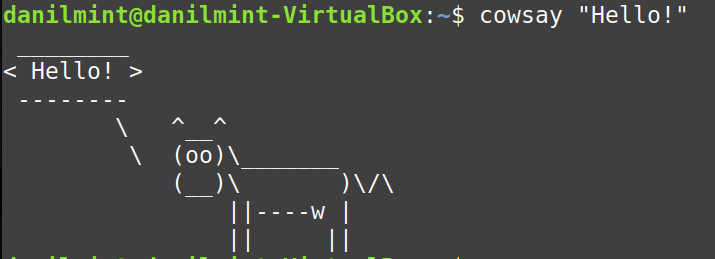 danilmint@danilmint-VirtualBox:~$ cowsay "Hello!"
 ________
< Hello! >
 --------
        \   ^__^
         \  (oo)\_______
            (__)\       )\/\
                ||----w |
                ||     ||